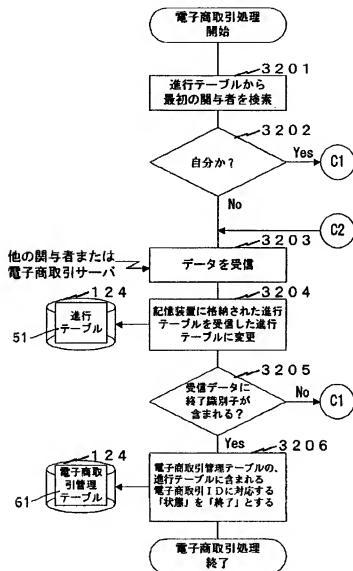 電子商取引処理
開始
3201
進行テーブルから
最初の関与者を検索
3202
自分か?
Yes
C1
No
C2
3203
他の関与者または
電子商取引サーバ
データを受信
124
3204
進行
テーブル
51
記憶装置に格納された進行
テーブルを受信した進行
テーブルに変更
3205
受信データに
終了識別子が
含まれる?
No
C1
Yes
124
3206
電子商取
引管理
テーブル
61
電子商取引管理テーブルの、
進行テーブルに含まれる
電子商取引IDに対応する
「状態」を「終了」とする
電子商取引処理
終了